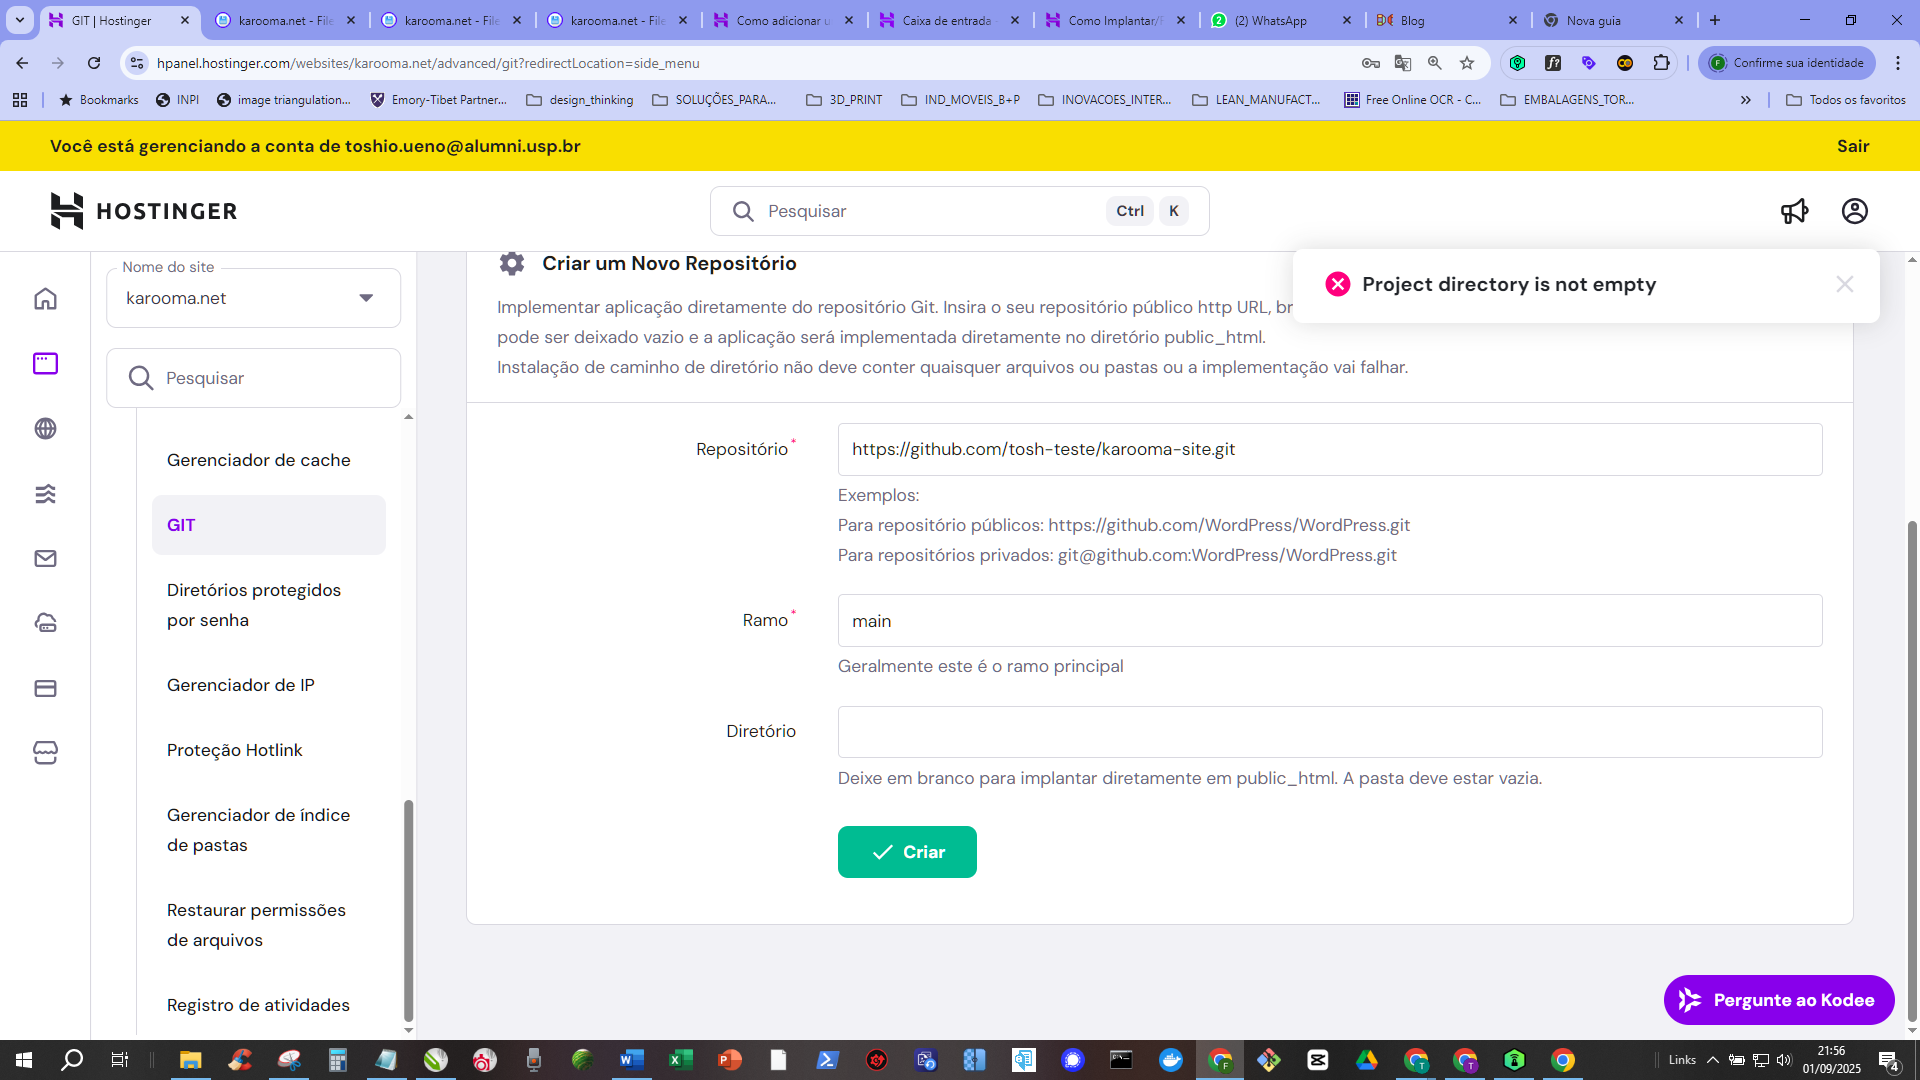 GIT | Hostinger
karooma.net - File
karooma.net - File
karooma.net - File
Como adicionar u
Caixa de entrada
Como Implantar/
(2) WhatsApp
Blog
Nova guia
hpanel.hostinger.com/websites/karooma.net/advanced/git?redirectLocation=side_menu
Confirme sua identidade
Bookmarks
INPI
image triangulation...
Emory-Tibet Partner...
design_thinking
SOLUÇÕES_PARA...
3D_PRINT
IND_MOVEIS_B+P
INOVACOES_INTER...
LEAN_MANUFACT...
Free Online OCR - C...
EMBALAGENS_TOR...
Todos os favoritos
Você está gerenciando a conta de toshio.ueno@alumni.usp.br
Sair
HOSTINGER
Pesquisar
Ctrl
K
Nome do site
karooma.net
Pesquisar
Gerenciador de cache
GIT
Diretórios protegidos
por senha
Gerenciador de IP
Proteção Hotlink
Gerenciador de índice
de pastas
Restaurar permissões
de arquivos
Registro de atividades
Criar um Novo Repositório
Project directory is not empty
Implementar aplicação diretamente do repositório Git. Insira o seu repositório público http URL, br
pode ser deixado vazio e a aplicação será implementada diretamente no diretório public_html.
Instalação de caminho de diretório não deve conter quaisquer arquivos ou pastas ou a implementação vai falhar.
Repositório*
https://github.com/tosh-teste/karooma-site.git
Exemplos:
Para repositório públicos: https://github.com/WordPress/WordPress.git
Para repositórios privados: git@github.com:WordPress/WordPress.git
Ramo*
main
Geralmente este é o ramo principal
Diretório
Deixe em branco para implantar diretamente em public_html. A pasta deve estar vazia.
Criar
Pergunte ao Kodee
Links
21:56
01/09/2025
4